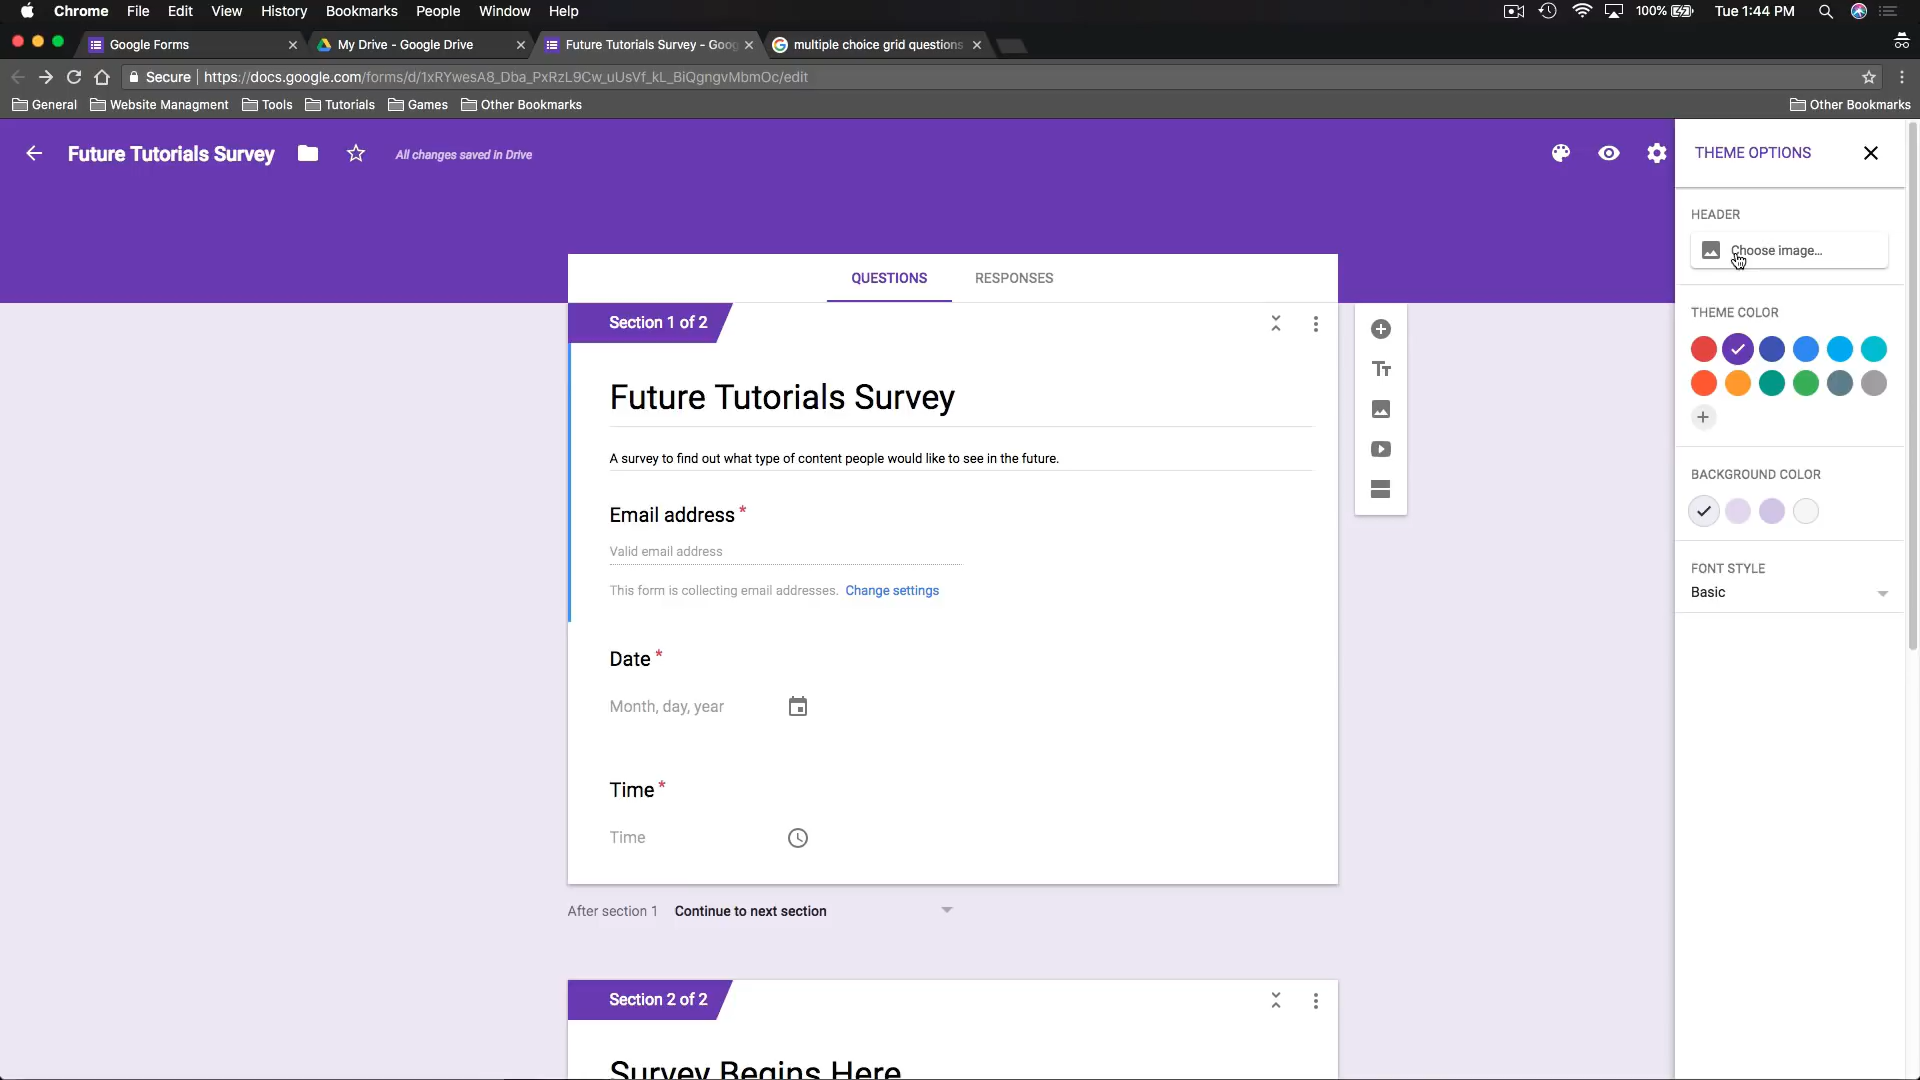 Chrome File Edit View History Bookmarks People Window Help 100% Tue 1:44 PM
Google Forms My Drive - Google Drive Future Tutorials Survey - Goog multiple choice grid questions
Secure https://docs.google.com/forms/d/1xRYwesA8_Dba_PxRzL9Cw_uUsVf_kL_BiQgngvMbmOc/edit
General Website Managment Tools Tutorials Games Other Bookmarks Other Bookmarks
Future Tutorials Survey All changes saved in Drive
THEME OPTIONS
HEADER
Choose image...
QUESTIONS RESPONSES
THEME COLOR
Section 1 of 2
Future Tutorials Survey
A survey to find out what type of content people would like to see in the future.
BACKGROUND COLOR
Email address *
Valid email address
This form is collecting email addresses. Change settings
FONT STYLE
Basic
Date *
Month, day, year
Time *
Time
After section 1 Continue to next section
Section 2 of 2
Survey Begins Here